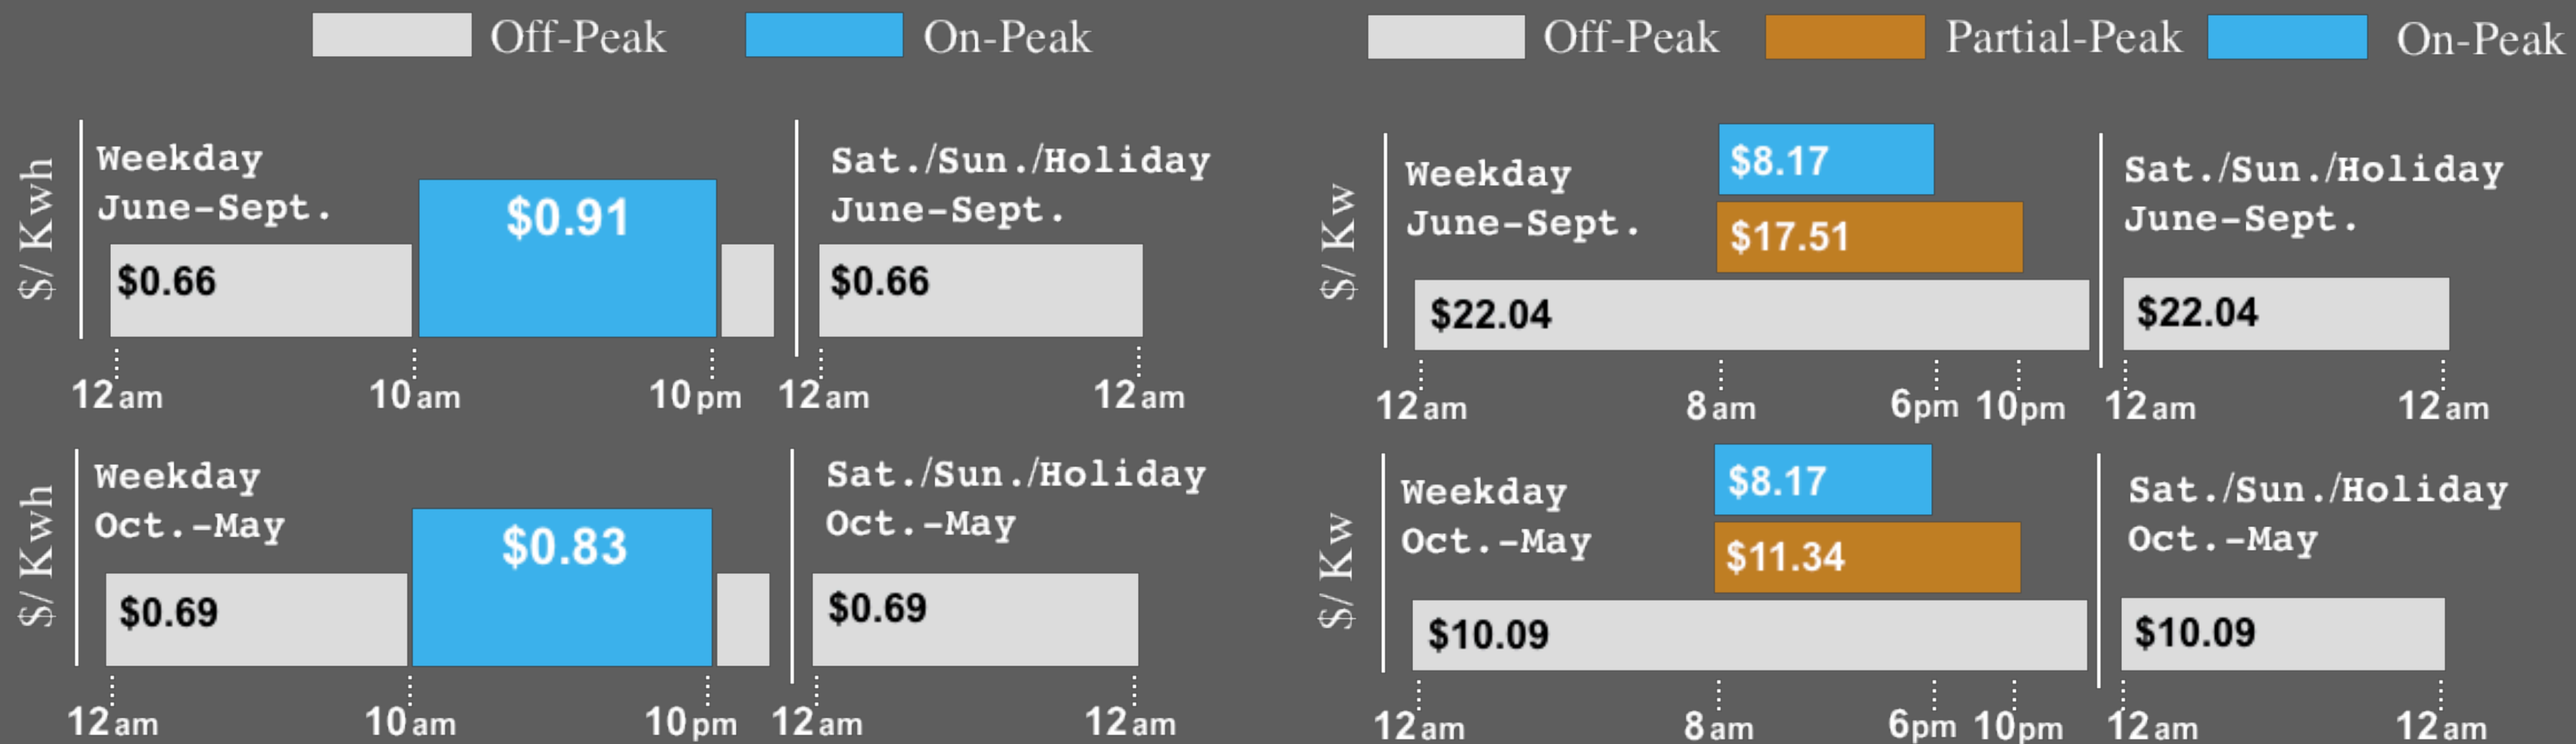 Off-Peak On-Peak
$/ Kwh
Weekday
June-Sept.
$0.91
$0.66
Sat./Sun./Holiday
June-Sept.
$0.66
12am 10am 10pm 12am 12am
$/ Kwh
Weekday
Oct.-May
$0.83
$0.69
Sat./Sun./Holiday
Oct.-May
$0.69
12am 10am 10pm 12am 12am
Off-Peak Partial-Peak On-Peak
$/ Kw
Weekday
June-Sept.
$8.17
$17.51
$22.04
Sat./Sun./Holiday
June-Sept.
$22.04
12am 8am 6pm 10pm 12am 12am
$/ Kw
Weekday
Oct.-May
$8.17
$11.34
$10.09
Sat./Sun./Holiday
Oct.-May
$10.09
12am 8am 6pm 10pm 12am 12am